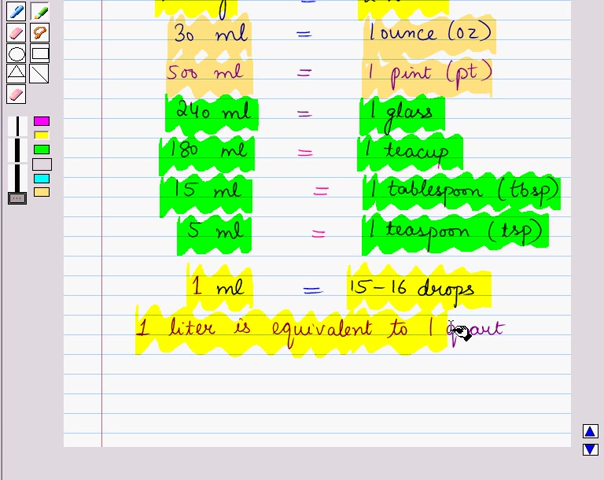 30 ml = 1 ounce (oz)
500 ml = 1 pint (pt)
240 ml = 1 glass
180 ml = 1 teacup
15 ml = 1 tablespoon (tbsp)
5 ml = 1 teaspoon (tsp)
1 ml = 15-16 drops
1 liter is equivalent to 1 quart